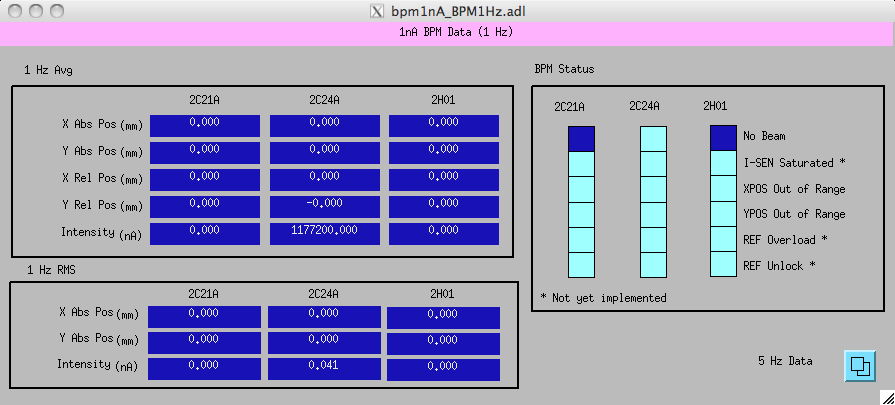 bpm1nA_BPM1Hz.adl
1nA BPM Data (1 Hz)
1 Hz Avg
2C21A 2C24A 2H01
X Abs Pos (mm) 0.000 0.000 0.000
Y Abs Pos (mm) 0.000 0.000 0.000
X Rel Pos (mm) 0.000 0.000 0.000
Y Rel Pos (mm) 0.000 -0.000 0.000
Intensity (nA) 0.000 1177200.000 0.000
1 Hz RMS
2C21A 2C24A 2H01
X Abs Pos (mm) 0.000 0.000 0.000
Y Abs Pos (mm) 0.000 0.000 0.000
Intensity (nA) 0.000 0.041 0.000
BPM Status
2C21A 2C24A 2H01
No Beam
I-SEN Saturated *
XPOS Out of Range
YPOS Out of Range
REF Overload *
REF Unlock *
* Not yet implemented
5 Hz Data